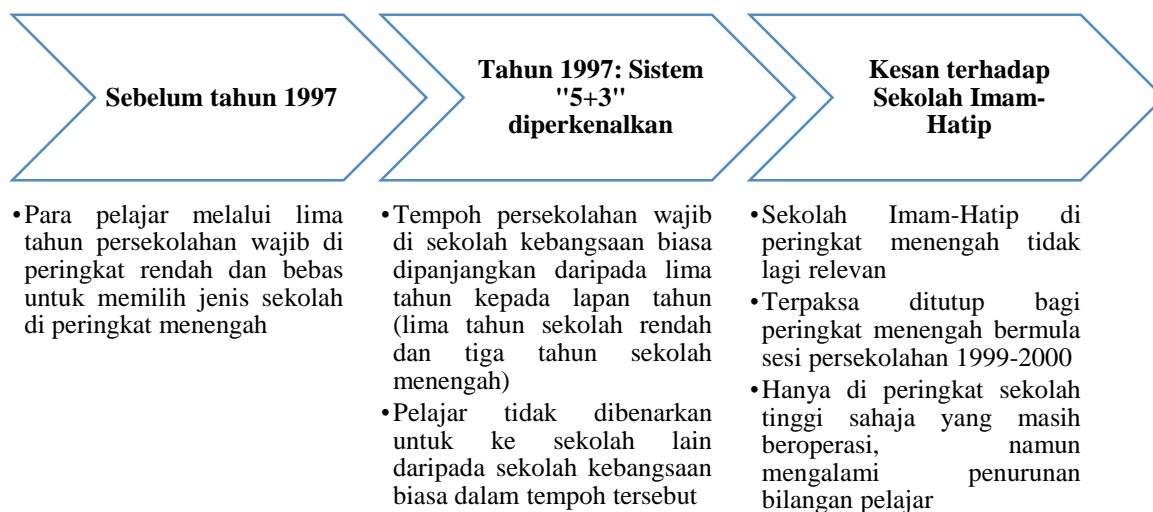 Sebelum tahun 1997
•Para pelajar melalui lima
tahun persekolahan wajib di
peringkat rendah dan bebas
untuk memilih jenis sekolah
di peringkat menengah
Tahun 1997: Sistem
"5+3"
diperkenalkan
•Tempoh persekolahan wajib
di sekolah kebangsaan biasa
dipanjangkan daripada lima
tahun kepada lapan tahun
(lima tahun sekolah rendah
dan tiga tahun sekolah
menengah)
•Pelajar tidak dibenarkan
untuk ke sekolah lain
daripada sekolah kebangsaan
biasa dalam tempoh tersebut
Kesan terhadap
Sekolah Imam-
Hatip
•Sekolah Imam-Hatip di
peringkat menengah tidak
lagi relevan
•Terpaksa ditutup bagi
peringkat menengah bermula
sesi persekolahan 1999-2000
•Hanya di peringkat sekolah
tinggi sahaja yang masih
beroperasi, namun
mengalami penurunan
bilangan pelajar